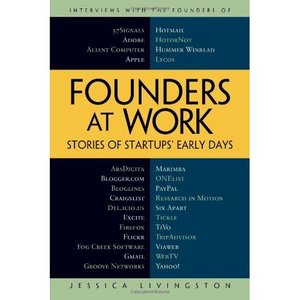 INTERVIEWS WITH THE FOUNDERS OF
37SIGNALS HOTMAIL
ADOBE HOTORNOT
ALIANT COMPUTER HUMMER WINBLAD
APPLE LYCOS
FOUNDERS
AT WORK
STORIES OF STARTUPS' EARLY DAYS
ARSDIGITA MARIMBA
BLOGGER.COM ONELIST
BLOGLINES PAYPAL
CRAIGSLIST RESEARCH IN MOTION
DEL.ICIO.US SIX APART
EXCITE TICKLE
FIREFOX TIVO
FLICKR TRIPADVISOR
FOG CREEK SOFTWARE VIAWEB
GMAIL WEBTV
GROOVE NETWORKS YAHOO!
JESSICA LIVINGSTON